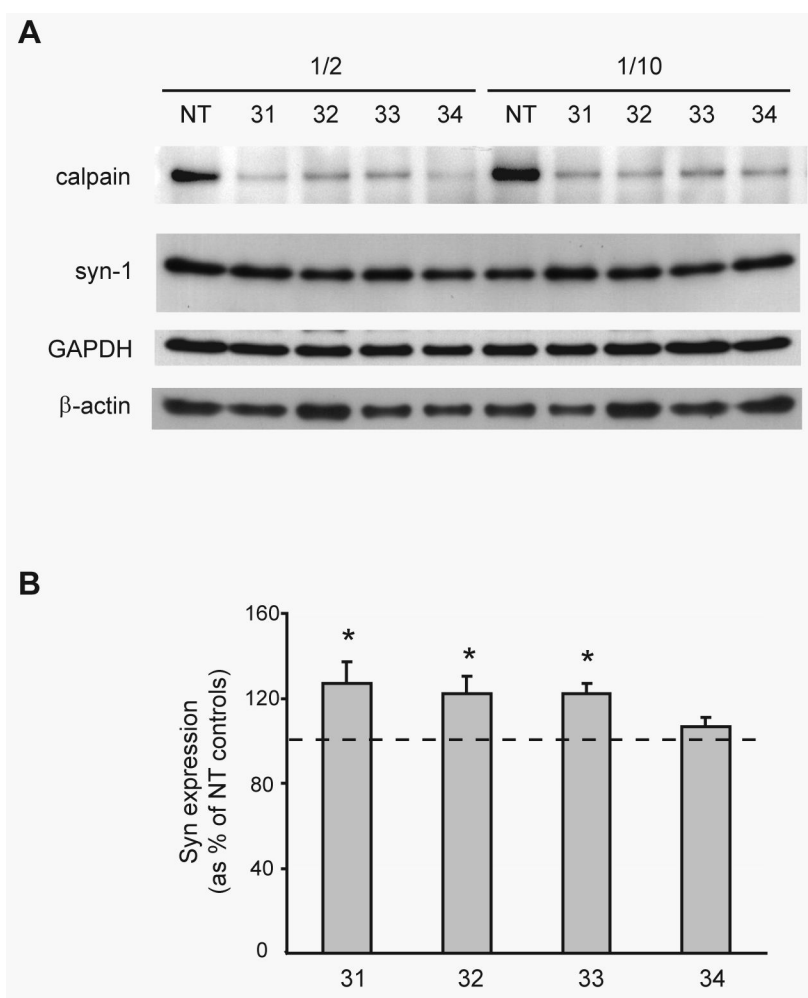 A
1/2 1/10
NT 31 32 33 34 NT 31 32 33 34
calpain
syn-1
GAPDH
β-actin
B
160
120
80
40
0
Syn expression
(as % of NT controls)
* * *
31 32 33 34